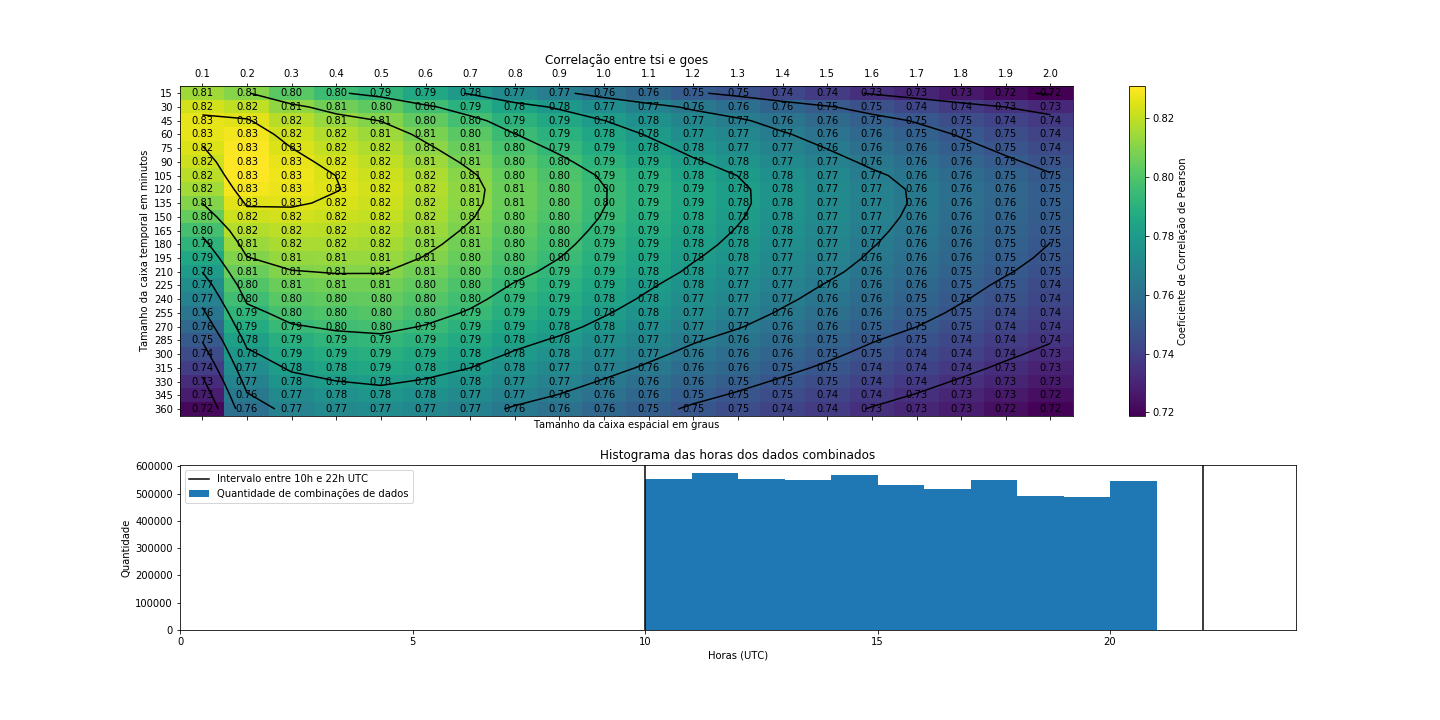 Correlação entre tsi e goes
0.1 0.2 0.3 0.4 0.5 0.6 0.7 0.8 0.9 1.0 1.1 1.2 1.3 1.4 1.5 1.6 1.7 1.8 1.9 2.0
15 0.81 0.81 0.80 0.80 0.79 0.79 0.78 0.77 0.77 0.76 0.76 0.75 0.75 0.74 0.74 0.73 0.73 0.73 0.72 0.72
30 0.82 0.82 0.81 0.81 0.80 0.80 0.79 0.78 0.78 0.77 0.77 0.76 0.76 0.76 0.75 0.75 0.74 0.74 0.73 0.73
45 0.83 0.83 0.82 0.81 0.81 0.80 0.80 0.79 0.79 0.78 0.78 0.77 0.77 0.76 0.76 0.75 0.75 0.75 0.74 0.74
60 0.83 0.83 0.82 0.82 0.81 0.81 0.80 0.80 0.79 0.78 0.78 0.77 0.77 0.77 0.76 0.76 0.75 0.75 0.75 0.74
75 0.82 0.83 0.83 0.82 0.82 0.81 0.81 0.80 0.80 0.79 0.78 0.78 0.77 0.77 0.76 0.76 0.76 0.75 0.75 0.74
90 0.82 0.83 0.83 0.82 0.82 0.81 0.81 0.80 0.80 0.79 0.79 0.78 0.78 0.77 0.77 0.76 0.76 0.76 0.75 0.75
105 0.82 0.83 0.83 0.82 0.82 0.82 0.81 0.81 0.80 0.80 0.79 0.79 0.78 0.78 0.77 0.77 0.76 0.76 0.75 0.75
120 0.82 0.83 0.83 0.82 0.82 0.82 0.81 0.81 0.80 0.80 0.79 0.79 0.78 0.78 0.77 0.77 0.76 0.76 0.76 0.75
135 0.81 0.83 0.83 0.82 0.82 0.82 0.81 0.81 0.80 0.80 0.79 0.79 0.78 0.78 0.77 0.77 0.76 0.76 0.76 0.75
150 0.80 0.82 0.82 0.82 0.82 0.82 0.81 0.80 0.80 0.79 0.79 0.78 0.78 0.77 0.77 0.77 0.76 0.76 0.75 0.75
165 0.80 0.82 0.82 0.82 0.82 0.81 0.81 0.80 0.80 0.79 0.79 0.78 0.78 0.77 0.77 0.77 0.76 0.76 0.75 0.75
180 0.79 0.81 0.82 0.82 0.82 0.81 0.81 0.80 0.80 0.79 0.79 0.78 0.78 0.77 0.77 0.77 0.76 0.76 0.75 0.75
195 0.79 0.81 0.81 0.82 0.81 0.81 0.80 0.80 0.80 0.79 0.79 0.78 0.78 0.77 0.77 0.76 0.76 0.76 0.75 0.75
210 0.78 0.81 0.81 0.81 0.81 0.81 0.80 0.80 0.79 0.79 0.78 0.78 0.77 0.77 0.77 0.76 0.76 0.75 0.75 0.75
225 0.77 0.80 0.81 0.81 0.81 0.80 0.80 0.79 0.79 0.79 0.78 0.78 0.77 0.77 0.76 0.76 0.76 0.75 0.75 0.74
240 0.77 0.80 0.80 0.80 0.80 0.80 0.80 0.79 0.79 0.78 0.78 0.77 0.77 0.77 0.76 0.76 0.75 0.75 0.75 0.74
255 0.76 0.79 0.80 0.80 0.80 0.80 0.79 0.79 0.78 0.78 0.77 0.77 0.77 0.76 0.76 0.75 0.75 0.75 0.74 0.74
270 0.76 0.79 0.79 0.80 0.80 0.79 0.79 0.79 0.78 0.78 0.77 0.77 0.77 0.76 0.76 0.75 0.75 0.75 0.74 0.74
285 0.75 0.78 0.79 0.79 0.79 0.79 0.79 0.78 0.78 0.77 0.77 0.77 0.76 0.76 0.75 0.75 0.75 0.74 0.74 0.74
300 0.74 0.78 0.79 0.79 0.79 0.79 0.78 0.78 0.77 0.77 0.77 0.76 0.76 0.75 0.75 0.75 0.74 0.74 0.74 0.73
315 0.74 0.77 0.78 0.79 0.79 0.78 0.78 0.77 0.77 0.77 0.76 0.76 0.76 0.75 0.75 0.74 0.74 0.74 0.73 0.73
330 0.73 0.77 0.78 0.78 0.78 0.78 0.78 0.77 0.77 0.76 0.76 0.76 0.75 0.75 0.75 0.74 0.74 0.73 0.73 0.73
345 0.73 0.76 0.77 0.78 0.78 0.78 0.77 0.77 0.76 0.76 0.76 0.75 0.75 0.75 0.74 0.74 0.73 0.73 0.73 0.72
360 0.72 0.76 0.77 0.77 0.77 0.77 0.77 0.76 0.76 0.76 0.75 0.75 0.75 0.74 0.74 0.73 0.73 0.73 0.72 0.72
Tamanho da caixa temporal em minutos
Tamanho da caixa espacial em graus
0.82
0.80
0.78
0.76
0.74
0.72
Coeficiente de Correlação de Pearson
Histograma das horas dos dados combinados
Intervalo entre 10h e 22h UTC
Quantidade de combinações de dados
600000
500000
400000
300000
200000
100000
0
Quantidade
0 5 10 15 20
Horas (UTC)